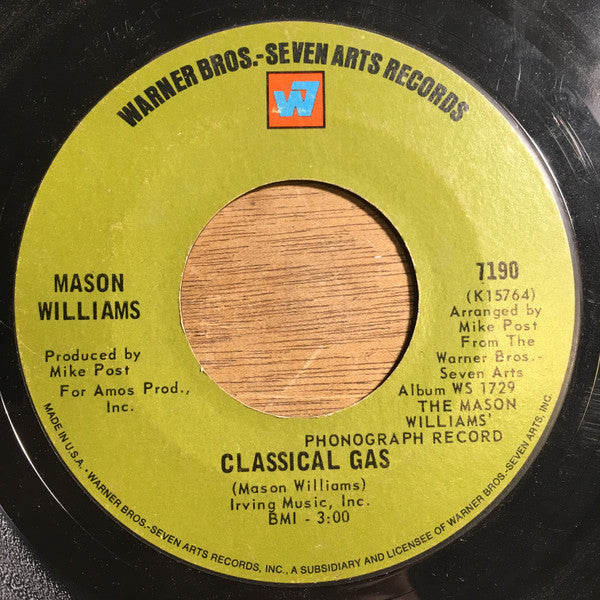 WARNER BROS.-SEVEN ARTS RECORDS
W7
MASON
WILLIAMS
Produced by
Mike Post
For Amos Prod.,
Inc.
7190
(K15764)
Arranged by
Mike Post
From The
Warner Bros.-
Seven Arts
Album WS 1729
THE MASON
WILLIAMS'
PHONOGRAPH RECORD
CLASSICAL GAS
(Mason Williams)
Irving Music, Inc.
BMI - 3:00
MADE IN U.S.A. • WARNER BROS.-SEVEN ARTS RECORDS, INC., A SUBSIDIARY AND LICENSEE OF WARNER BROS.-SEVEN ARTS, INC.